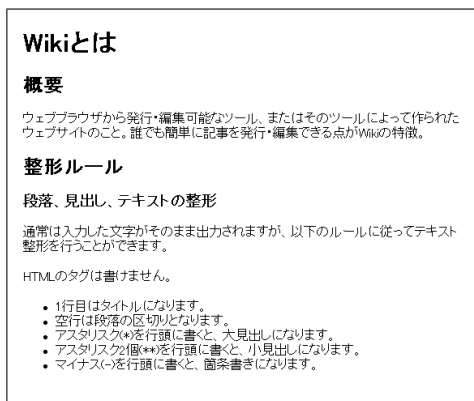 Wikiとは
概要
ウェブブラウザから発行・編集可能なツール、またはそのツールによって作られた
ウェブサイトのこと。誰でも簡単に記事を発行・編集できる点がWikiの特徴。
整形ルール
段落、見出し、テキストの整形
通常は入力した文字がそのまま出力されますが、以下のルールに従ってテキスト
整形を行うことができます。
HTMLのタグは書けません。
• 1行目はタイトルになります。
• 空行は段落の区切りとなります。
• アスタリスク(*)を行頭に書くと、大見出しになります。
• アスタリスク2個(**)を行頭に書くと、小見出しになります。
• マイナス(-)を行頭に書くと、箇条書きになります。